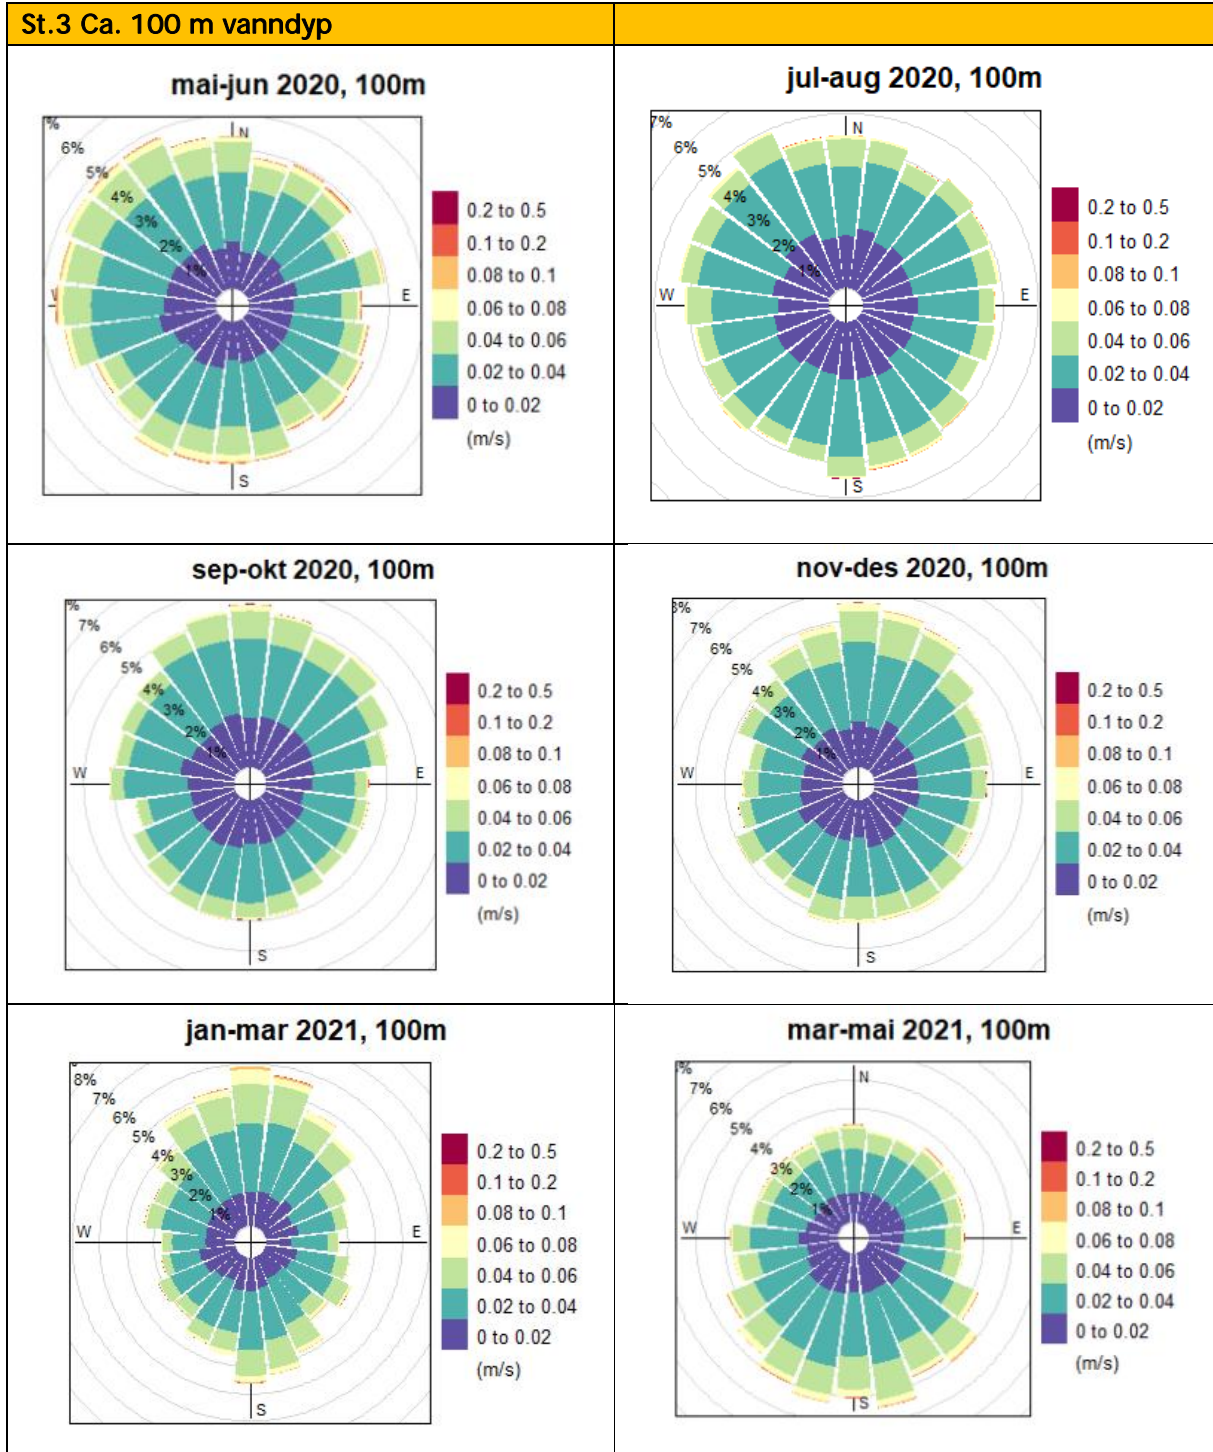 St.3 Ca. 100 m vanndyp
mai-jun 2020, 100m
%
6%
5%
4%
3%
2%
1%
N
E
S
0.2 to 0.5
0.1 to 0.2
0.08 to 0.1
0.06 to 0.08
0.04 to 0.06
0.02 to 0.04
0 to 0.02
(m/s)
jul-aug 2020, 100m
7%
6%
5%
4%
3%
2%
1%
N
W
E
S
0.2 to 0.5
0.1 to 0.2
0.08 to 0.1
0.06 to 0.08
0.04 to 0.06
0.02 to 0.04
0 to 0.02
(m/s)
sep-okt 2020, 100m
%
7%
6%
5%
4%
3%
2%
1%
W
E
S
0.2 to 0.5
0.1 to 0.2
0.08 to 0.1
0.06 to 0.08
0.04 to 0.06
0.02 to 0.04
0 to 0.02
(m/s)
nov-des 2020, 100m
8%
7%
6%
5%
4%
3%
2%
1%
W
E
S
0.2 to 0.5
0.1 to 0.2
0.08 to 0.1
0.06 to 0.08
0.04 to 0.06
0.02 to 0.04
0 to 0.02
(m/s)
jan-mar 2021, 100m
8%
7%
6%
5%
4%
3%
2%
1%
W
E
S
0.2 to 0.5
0.1 to 0.2
0.08 to 0.1
0.06 to 0.08
0.04 to 0.06
0.02 to 0.04
0 to 0.02
(m/s)
mar-mai 2021, 100m
%
7%
6%
5%
4%
3%
2%
1%
N
W
E
S
0.2 to 0.5
0.1 to 0.2
0.08 to 0.1
0.06 to 0.08
0.04 to 0.06
0.02 to 0.04
0 to 0.02
(m/s)